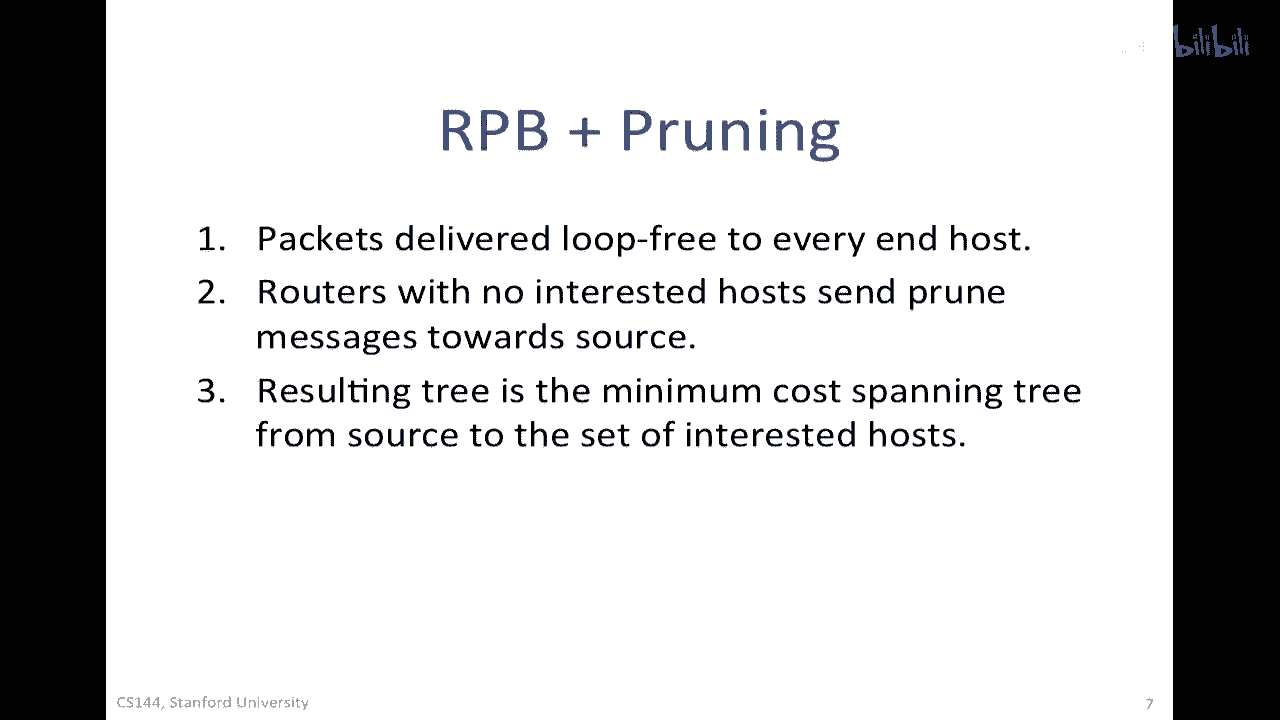 bilibili
RPB + Pruning
1. Packets delivered loop-free to every end host.
2. Routers with no interested hosts send prune
messages towards source.
3. Resulting tree is the minimum cost spanning tree
from source to the set of interested hosts.
CS144, Stanford University
7